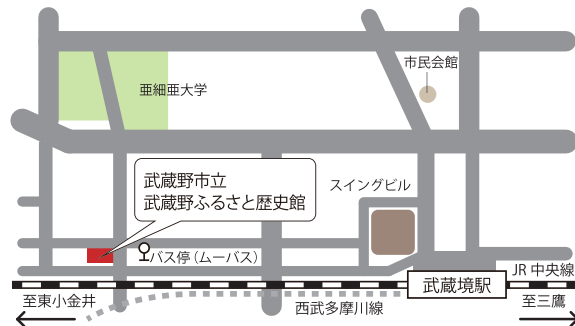 市民会館
亜細亜大学
武蔵野市立
武蔵野ふるさと歴史館
スイングビル
バス停（ムーバス）
JR 中央線
武蔵境駅
至東小金井
西武多摩川線
至三鷹